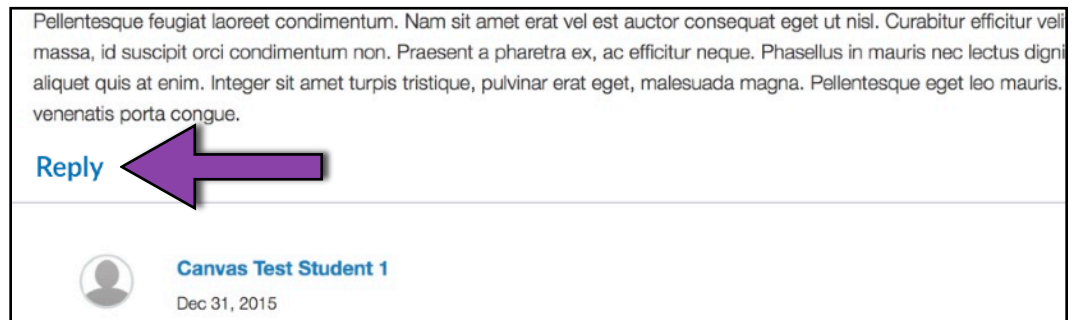 Pellentesque feugiat laoreet condimentum. Nam sit amet erat vel est auctor consequat eget ut nisl. Curabitur efficitur veli
massa, id suscipit orci condimentum non. Praesent a pharetra ex, ac efficitur neque. Phasellus in mauris nec lectus digni
aliquet quis at enim. Integer sit amet turpis tristique, pulvinar erat eget, malesuada magna. Pellentesque eget leo mauris.
venenatis porta congue.
Reply
Canvas Test Student 1
Dec 31, 2015